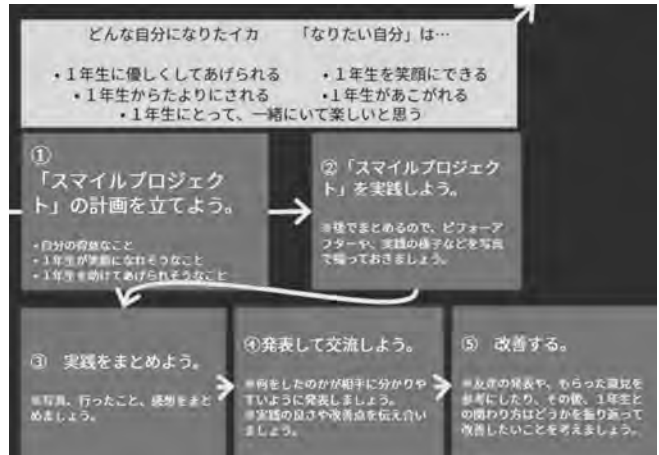 どんな自分になりたイカ 「なりたい自分」は…
・１年生に優しくしてあげられる ・１年生を笑顔にできる
・１年生からたよりにされる ・１年生があこがれる
・１年生にとって、一緒にいて楽しいと思う
①
「スマイルプロジェク
ト」の計画を立てよう。
・自分の得意なこと
・１年生が笑顔になれそうなこと
・１年生を助けてあげられそうなこと
②「スマイルプロジェク
ト」を実践しよう。
※後でまとめるので、ビフォーア
フターや、実践の様子などを写真
で撮っておきましょう。
③ 実践をまとめよう。
※写真、行ったこと、感想をまと
めましょう。
④発表して交流しよう。
※何をしたのかが相手に分かりや
すいように発表しましょう。
※実践の良さや改善点を伝え合い
ましょう。
⑤ 改善する。
※友達の発表や、もらった意見を
参考にしたり、その後、１年生と
の関わり方はどうかを振り返って
改善したいことを考えましょう。